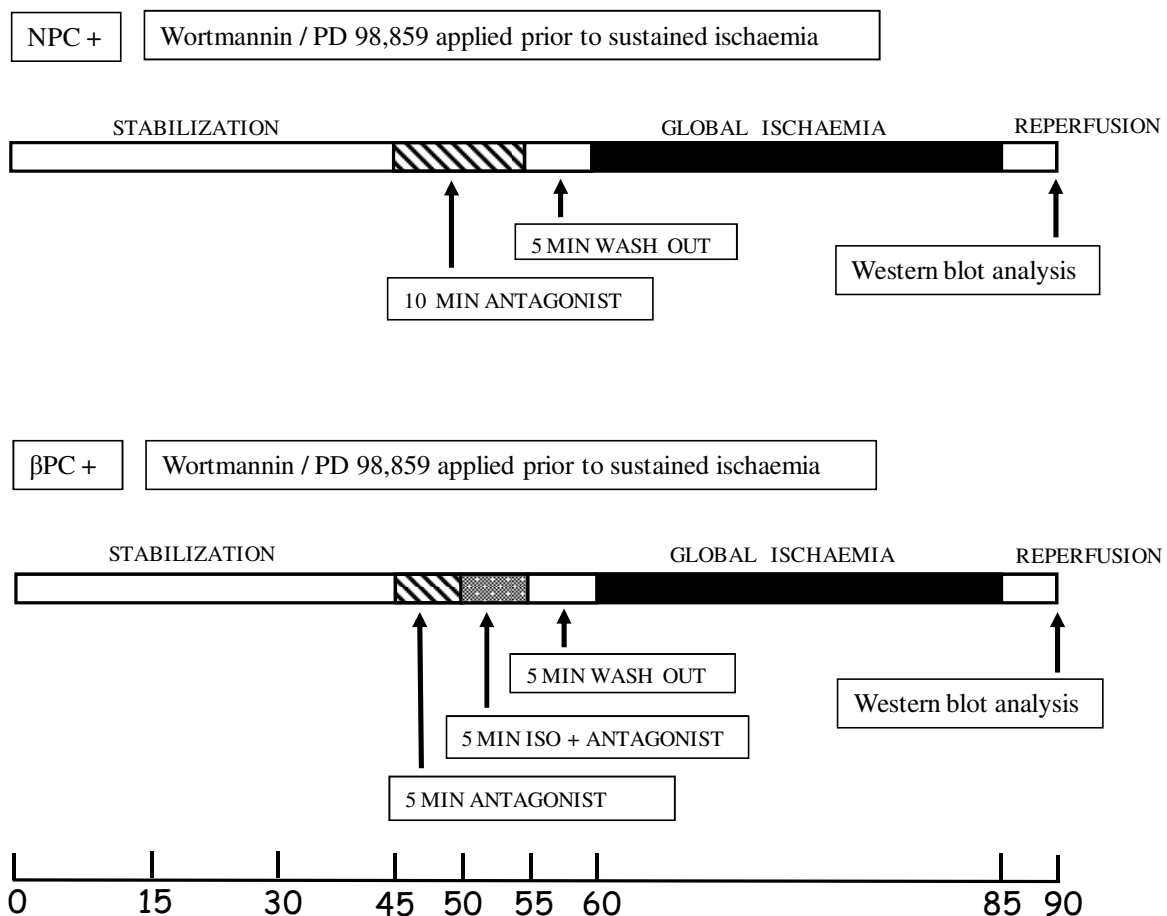 NPC +
Wortmannin / PD 98,859 applied prior to sustained ischaemia
STABILIZATION
GLOBAL ISCHAEMIA
REPERFUSION
5 MIN WASH OUT
Western blot analysis
10 MIN ANTAGONIST
βPC +
Wortmannin / PD 98,859 applied prior to sustained ischaemia
STABILIZATION
GLOBAL ISCHAEMIA
REPERFUSION
5 MIN WASH OUT
Western blot analysis
5 MIN ISO + ANTAGONIST
5 MIN ANTAGONIST
0 15 30 45 50 55 60 85 90